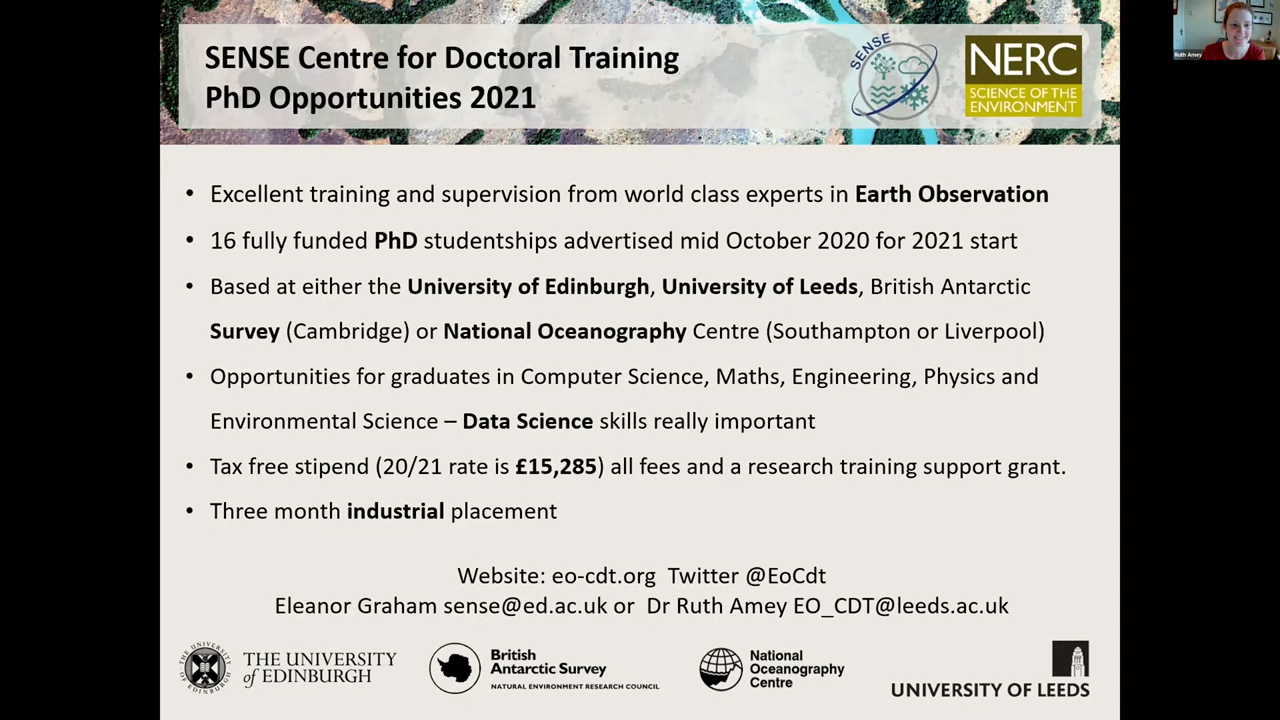 SENSE Centre for Doctoral Training
PhD Opportunities 2021
SENSE
NERC
SCIENCE OF THE
ENVIRONMENT
Ruth Amey
• Excellent training and supervision from world class experts in Earth Observation
• 16 fully funded PhD studentships advertised mid October 2020 for 2021 start
• Based at either the University of Edinburgh, University of Leeds, British Antarctic
Survey (Cambridge) or National Oceanography Centre (Southampton or Liverpool)
• Opportunities for graduates in Computer Science, Maths, Engineering, Physics and
Environmental Science – Data Science skills really important
• Tax free stipend (20/21 rate is £15,285) all fees and a research training support grant.
• Three month industrial placement
Website: eo-cdt.org Twitter @EoCdt
Eleanor Graham sense@ed.ac.uk or Dr Ruth Amey EO_CDT@leeds.ac.uk
THE UNIVERSITY
of EDINBURGH
British
Antarctic Survey
NATURAL ENVIRONMENT RESEARCH COUNCIL
National
Oceanography
Centre
UNIVERSITY OF LEEDS